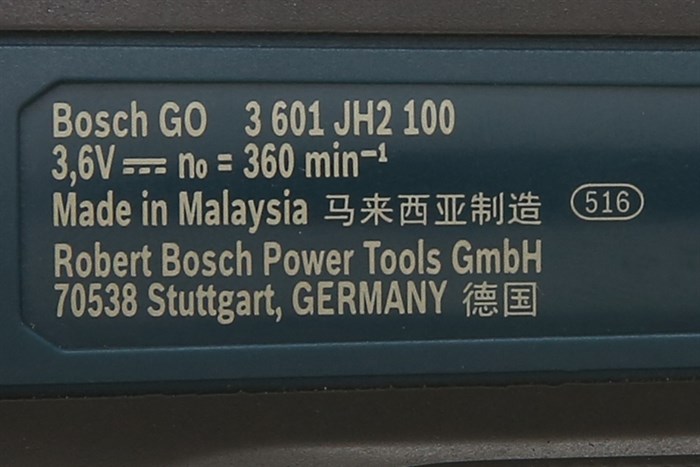 Bosch GO 3 601 JH2 100
3,6V ⎓ n₀ = 360 min⁻¹
Made in Malaysia 马来西亚制造 516
Robert Bosch Power Tools GmbH
70538 Stuttgart, GERMANY 德国